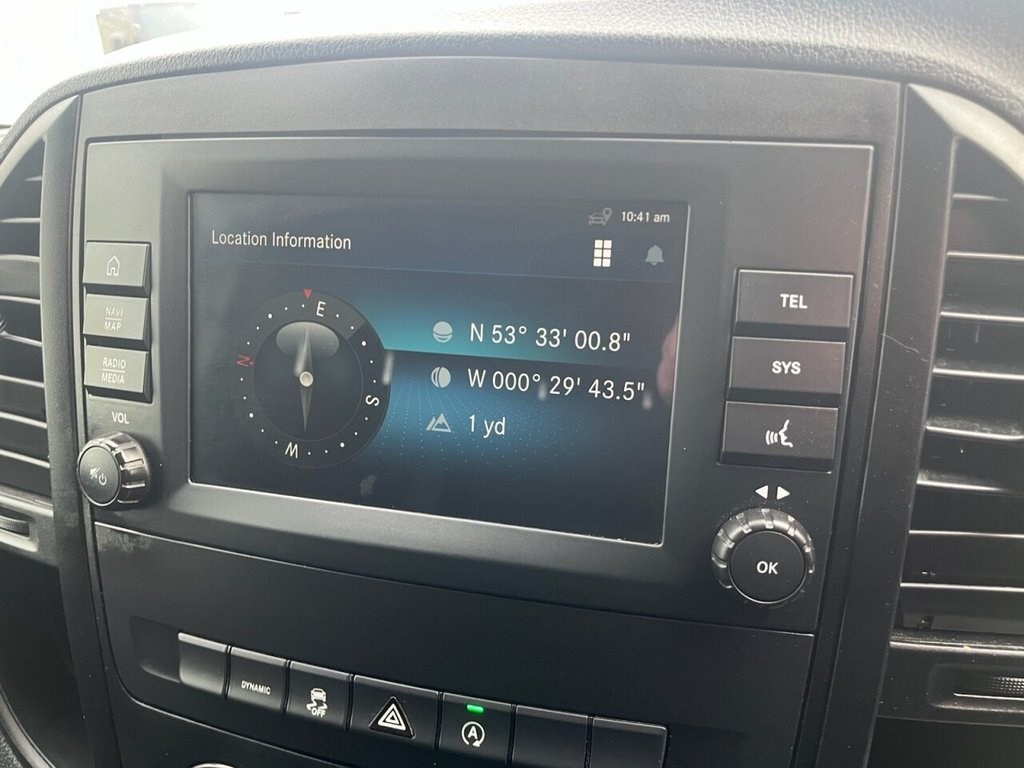 10:41 am
Location Information
E
N
S
W
N 53° 33' 00.8"
W 000° 29' 43.5"
1 yd
NAVI
MAP
RADIO
MEDIA
VOL
TEL
SYS
OK
DYNAMIC
OFF
A